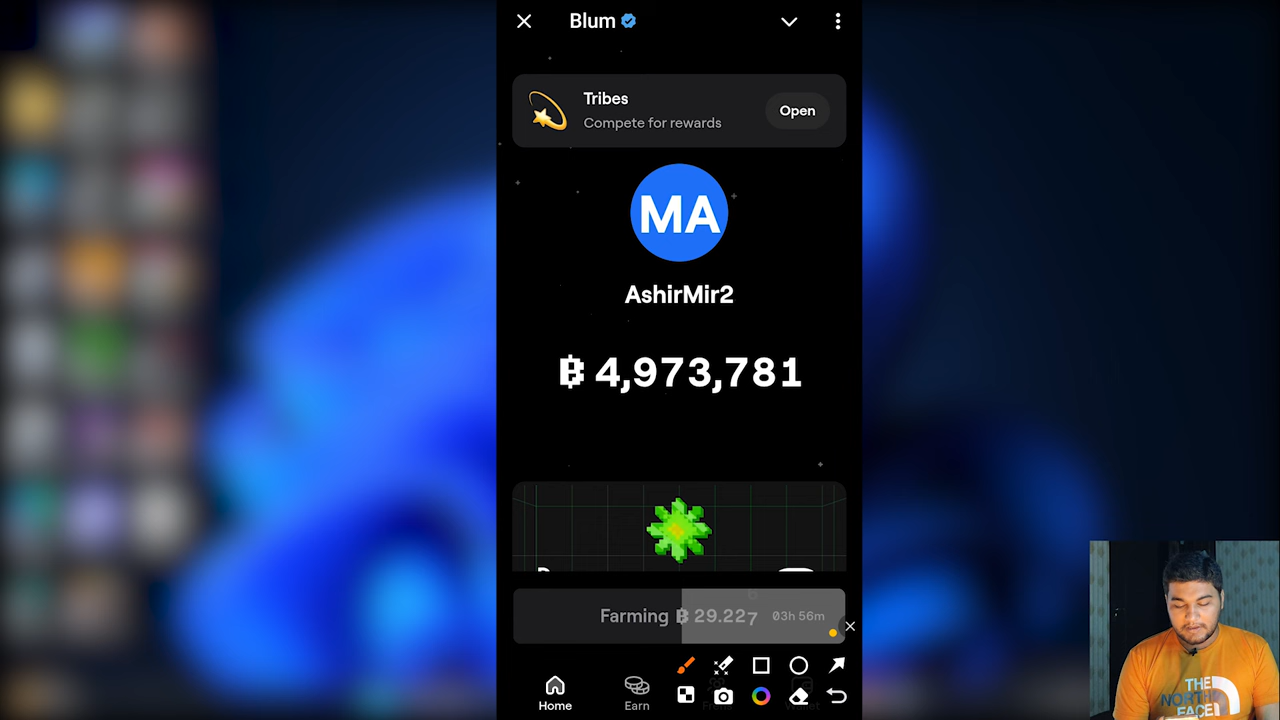 Blum
Tribes
Compete for rewards
Open
MA
AshirMir2
4,973,781
Farming 29.227
03h 56m
Home
Earn
THE
NORTH
FACE